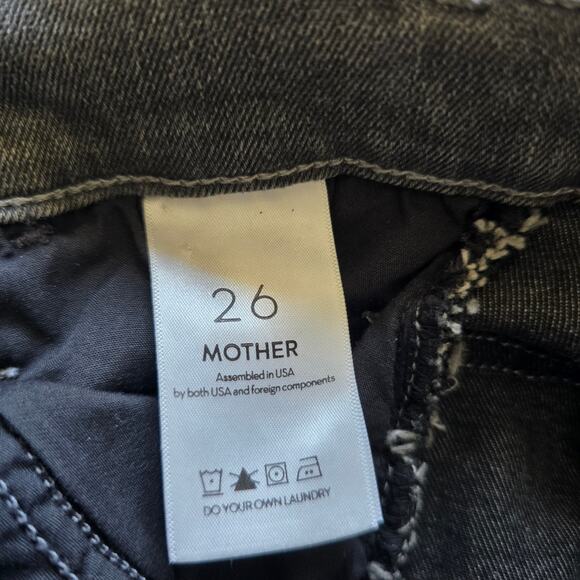 26
MOTHER
Assembled in USA
by both USA and foreign components
DO YOUR OWN LAUNDRY